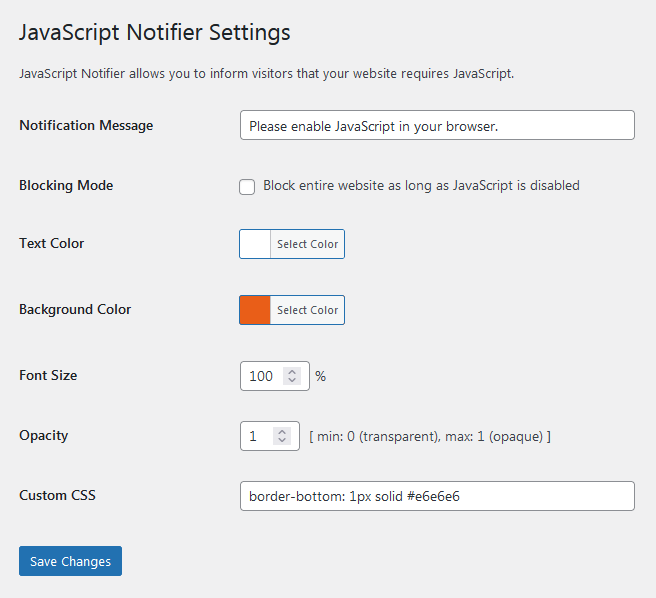 JavaScript Notifier Settings
JavaScript Notifier allows you to inform visitors that your website requires JavaScript.
Notification Message
Please enable JavaScript in your browser.
Blocking Mode
Block entire website as long as JavaScript is disabled
Text Color
Select Color
Background Color
Select Color
Font Size
100
%
Opacity
1
[ min: 0 (transparent), max: 1 (opaque) ]
Custom CSS
border-bottom: 1px solid #e6e6e6
Save Changes